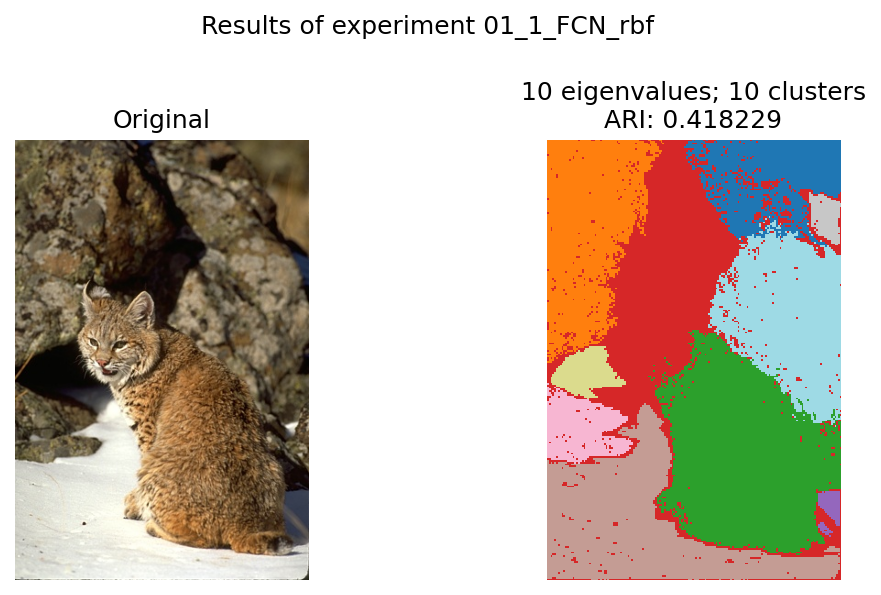 Results of experiment 01_1_FCN_rbf
Original
10 eigenvalues; 10 clusters
ARI: 0.418229